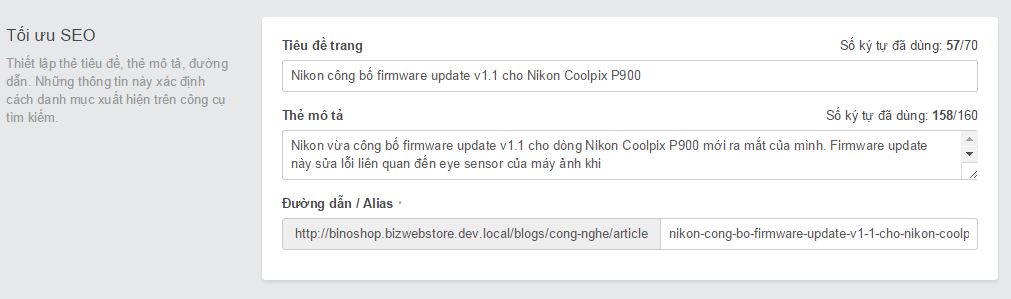 Tối ưu SEO
Thiết lập thẻ tiêu đề, thẻ mô tả, đường
dẫn. Những thông tin này xác định
cách danh mục xuất hiện trên công cụ
tìm kiếm.
Tiêu đề trang
Số ký tự đã dùng: 57/70
Nikon công bố firmware update v1.1 cho Nikon Coolpix P900
Thẻ mô tả
Số ký tự đã dùng: 158/160
Nikon vừa công bố firmware update v1.1 cho dòng Nikon Coolpix P900 mới ra mắt của mình. Firmware update
này sửa lỗi liên quan đến eye sensor của máy ảnh khi
Đường dẫn / Alias *
http://binoshop.bizwebstore.dev.local/blogs/cong-nghe/article
nikon-cong-bo-firmware-update-v1-1-cho-nikon-coolp